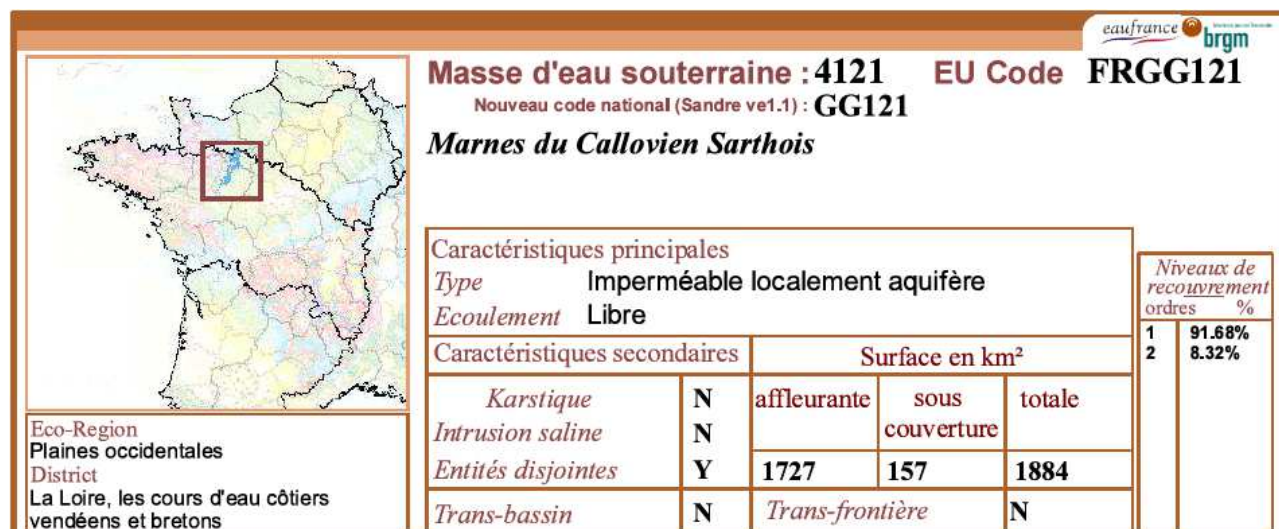 eaufrance brgm
Masse d'eau souterraine : 4121 EU Code FRGG121
Nouveau code national (Sandre ve1.1) : GG121
Marnes du Callovien Sarthois
Caractéristiques principales
Type Imperméable localement aquifère
Ecoulement Libre
Caractéristiques secondaires Surface en km²
Karstique N affleurante sous couverture totale
Intrusion saline N
Entités disjointes Y 1727 157 1884
Trans-bassin N Trans-frontière N
Niveaux de
recouvrement
ordres %
1 91.68%
2 8.32%
Eco-Region
Plaines occidentales
District
La Loire, les cours d'eau côtiers
vendéens et bretons